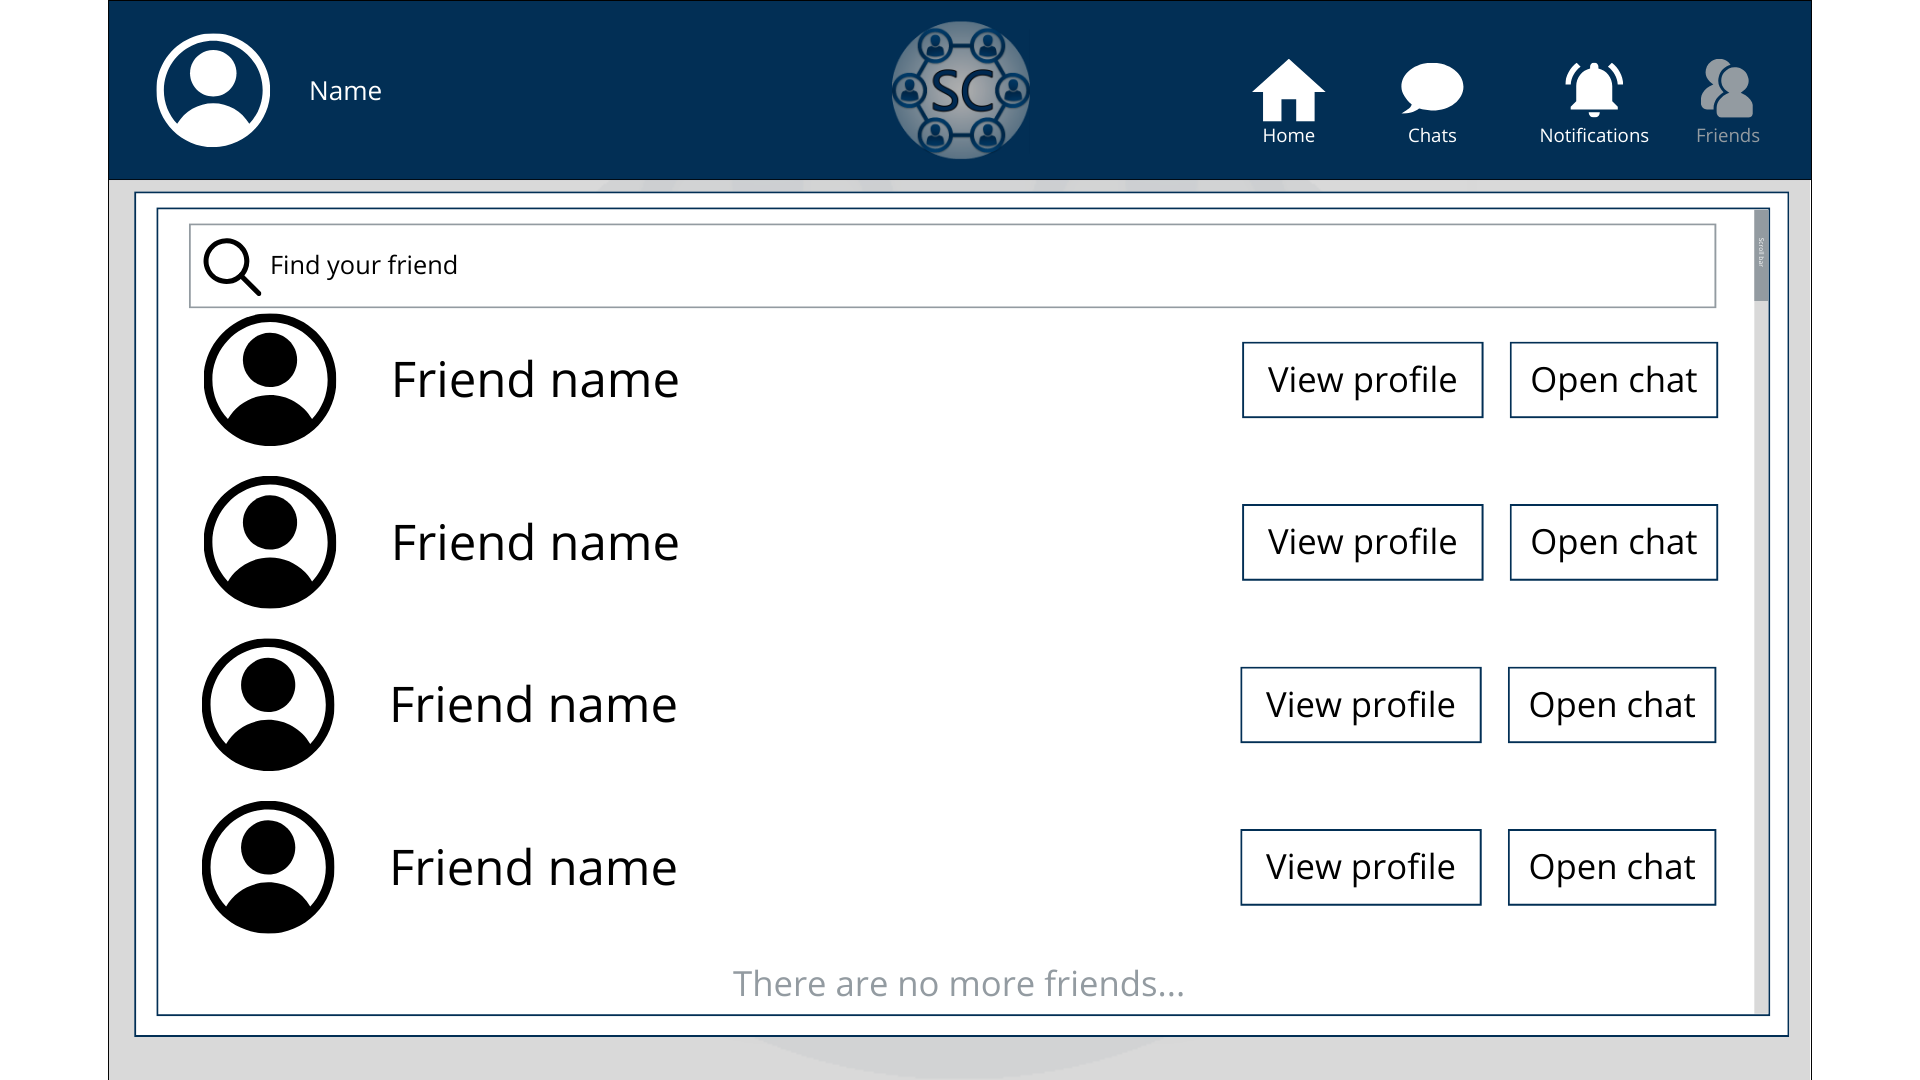 Name
SC
Home
Chats
Notifications
Friends
Find your friend
Scroll bar
Friend name
View profile
Open chat
Friend name
View profile
Open chat
Friend name
View profile
Open chat
Friend name
View profile
Open chat
There are no more friends...